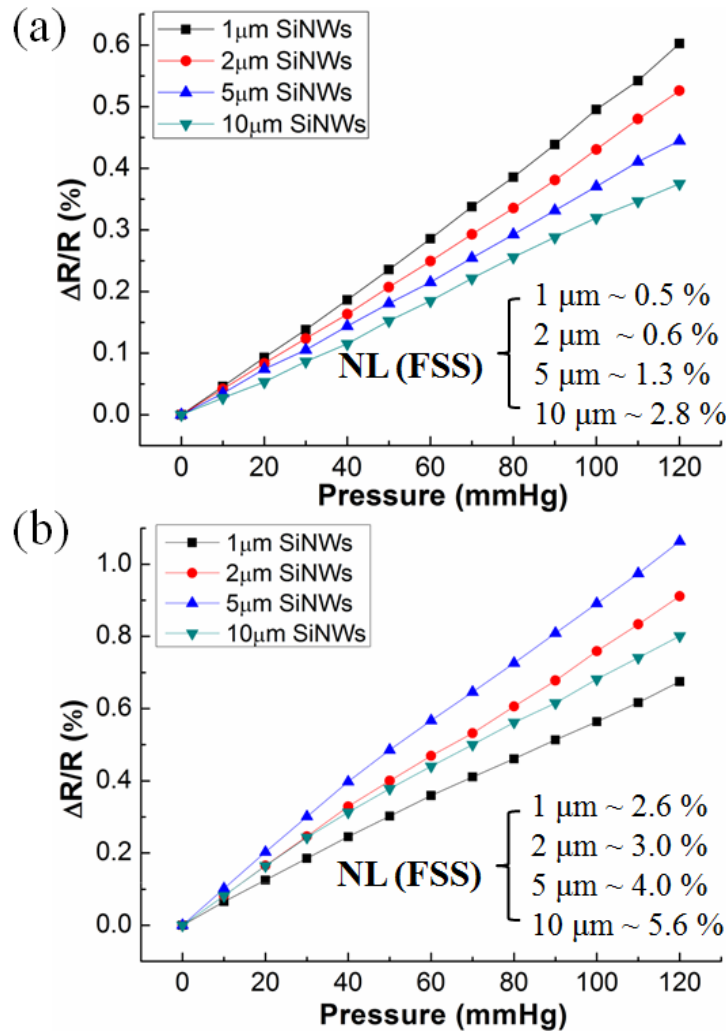 (a)
1μm SiNWs
2μm SiNWs
5μm SiNWs
10μm SiNWs
ΔR/R (%)
0.6
0.5
0.4
0.3
0.2
0.1
0.0
NL (FSS)
1 μm ~ 0.5 %
2 μm ~ 0.6 %
5 μm ~ 1.3 %
10 μm ~ 2.8 %
0 20 40 60 80 100 120
Pressure (mmHg)
(b)
1μm SiNWs
2μm SiNWs
5μm SiNWs
10μm SiNWs
ΔR/R (%)
1.0
0.8
0.6
0.4
0.2
0.0
NL (FSS)
1 μm ~ 2.6 %
2 μm ~ 3.0 %
5 μm ~ 4.0 %
10 μm ~ 5.6 %
0 20 40 60 80 100 120
Pressure (mmHg)